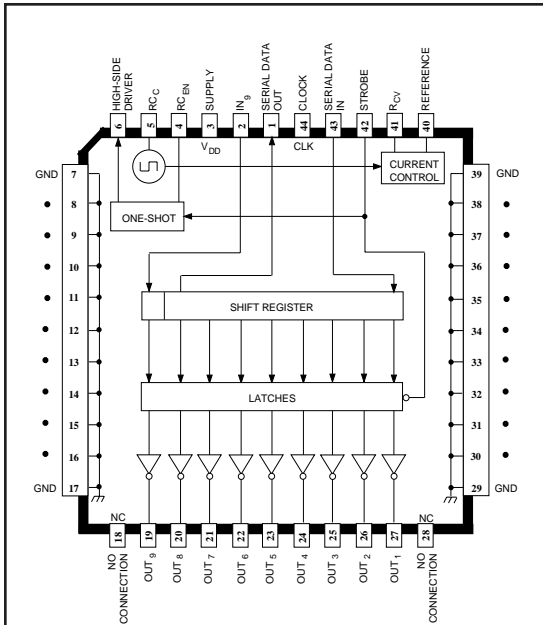 HIGH-SIDE DRIVER
RC C
RC EN
SUPPLY
IN 9
SERIAL DATA OUT
CLOCK
SERIAL DATA IN
STROBE
R CV
REFERENCE
6
5
4
3
2
1
44
43
42
41
40
V DD
CLK
CURRENT CONTROL
ONE-SHOT
GND 7
8
9
10
11
12
13
14
15
16
GND 17
39 GND
38
37
36
35
34
33
32
31
30
29 GND
SHIFT REGISTER
LATCHES
NC
NC
18
19
20
21
22
23
24
25
26
27
28
NO CONNECTION
OUT 9
OUT 8
OUT 7
OUT 6
OUT 5
OUT 4
OUT 3
OUT 2
OUT 1
NO CONNECTION